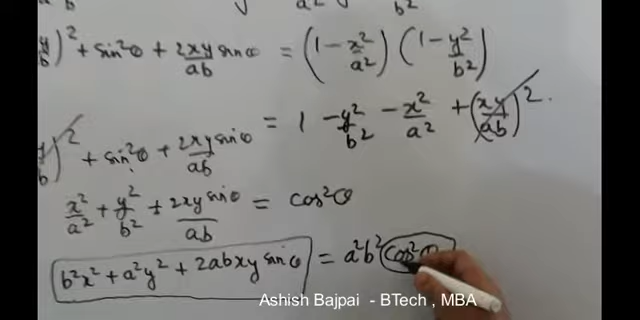 a² b²
y/b)² + sin²θ + 2xy sinθ/ab = (1 - x²/a²) (1 - y²/b²)
y/b)² + sin²θ + 2xy sinθ/ab = 1 - y²/b² - x²/a² + (xy/ab)².
x²/a² + y²/b² + 2xy sinθ/ab = cos²θ
b²x² + a²y² + 2abxy sinθ = a²b² cos²θ
Ashish Bajpai - BTech , MBA